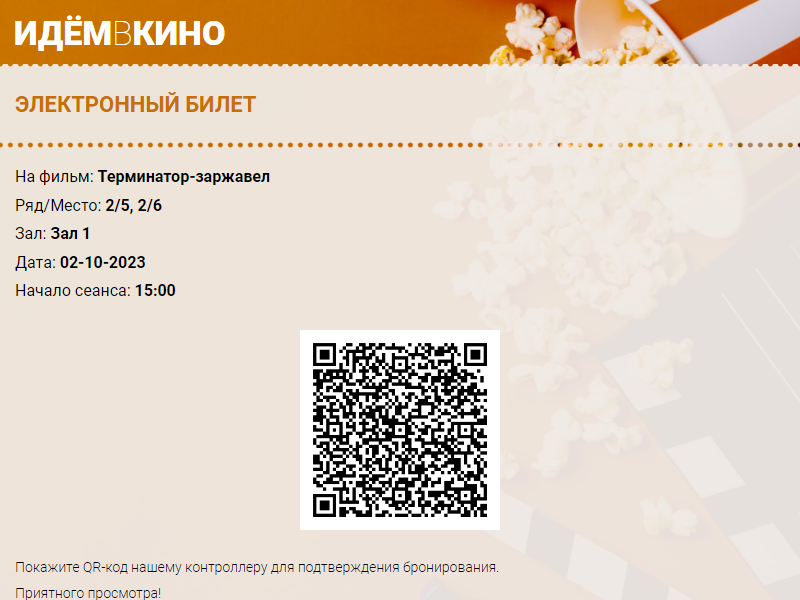 ИДЁМВКИНО
ЭЛЕКТРОННЫЙ БИЛЕТ
На фильм: Терминатор-заржавел
Ряд/Место: 2/5, 2/6
Зал: Зал 1
Дата: 02-10-2023
Начало сеанса: 15:00
Покажите QR-код нашему контроллеру для подтверждения бронирования.
Приятного просмотра!